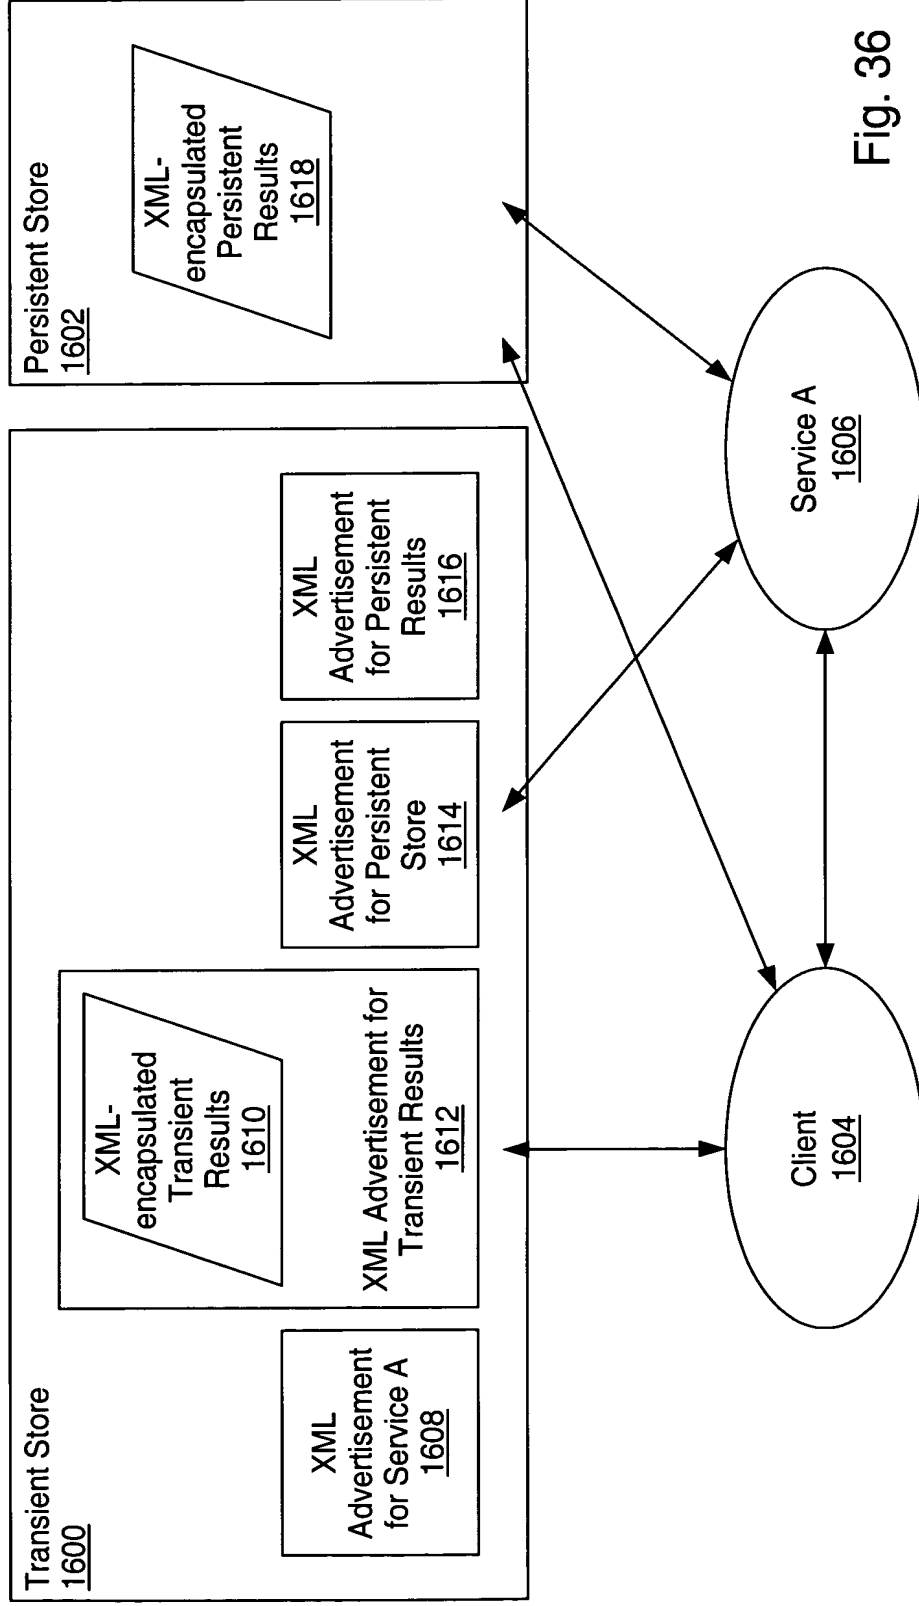 Transient Store
1600
XML
Advertisement
for Service A
1608
XML-
encapsulated
Transient
Results
1610
XML Advertisement for
Transient Results
1612
XML
Advertisement
for Persistent
Store
1614
XML
Advertisement
for Persistent
Results
1616
Persistent Store
1602
XML-
encapsulated
Persistent
Results
1618
Client
1604
Service A
1606
Fig. 36